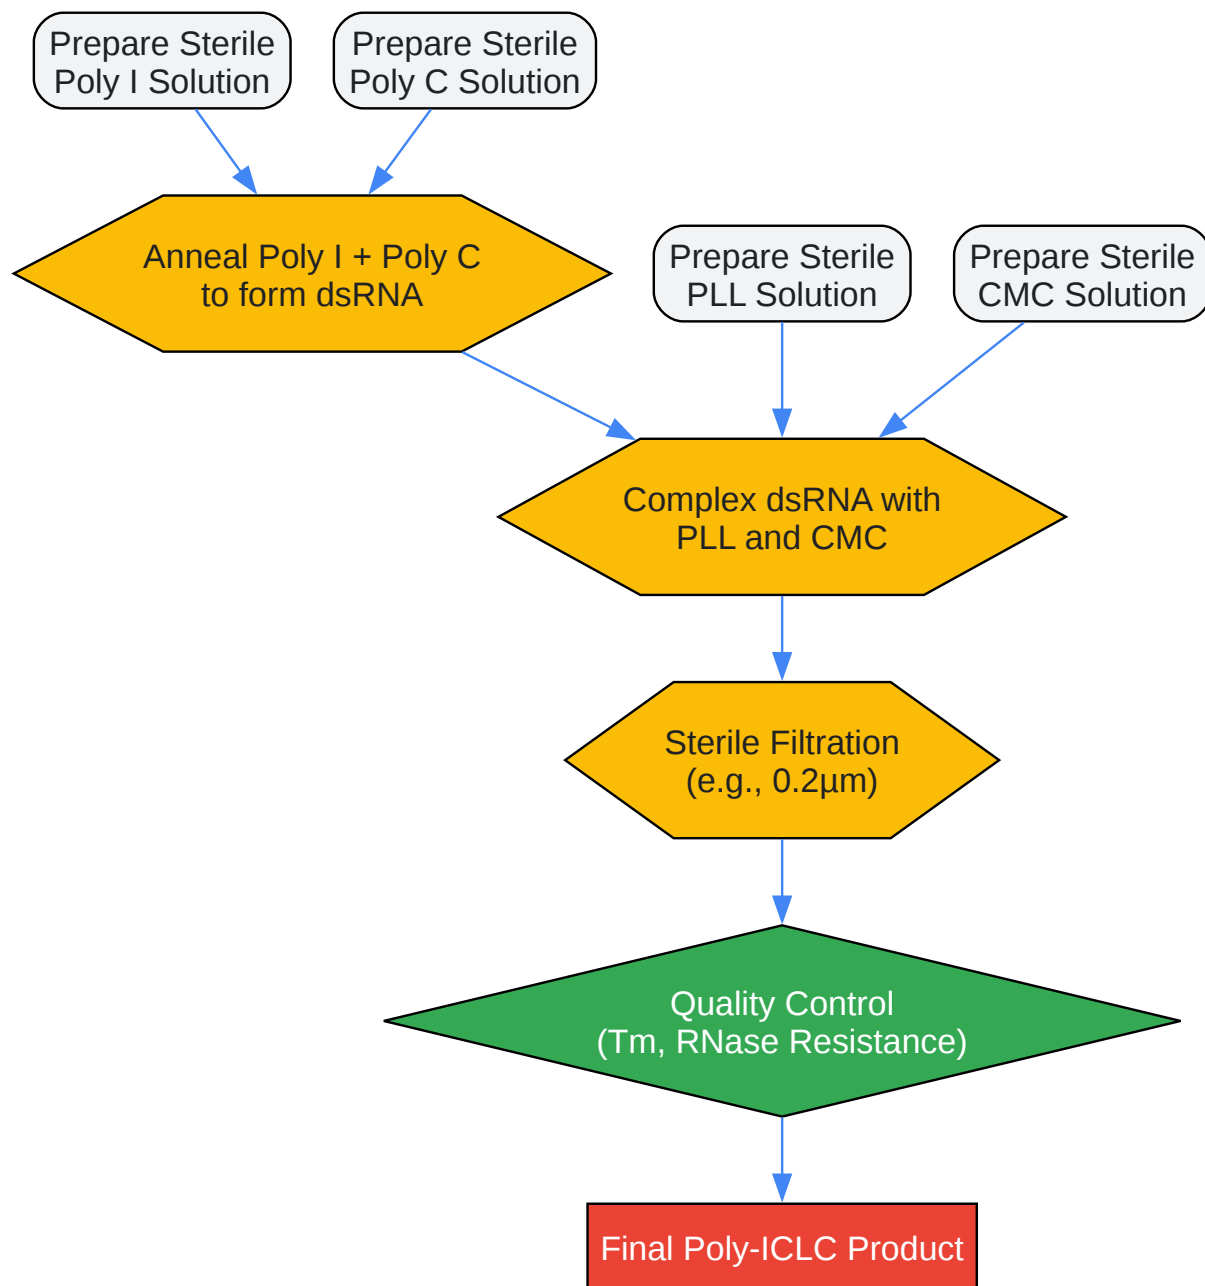 Prepare Sterile
Poly I Solution
Prepare Sterile
Poly C Solution
Anneal Poly I + Poly C
to form dsRNA
Prepare Sterile
PLL Solution
Prepare Sterile
CMC Solution
Complex dsRNA with
PLL and CMC
Sterile Filtration
(e.g., 0.2µm)
Quality Control
(Tm, RNase Resistance)
Final Poly-ICLC Product